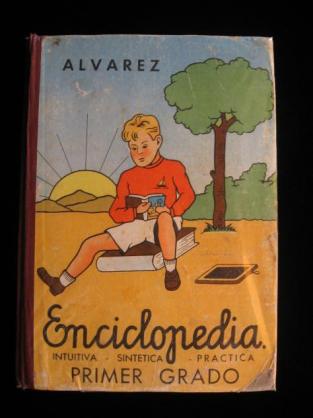 ALVAREZ
Enciclopedia.
INTUITIVA - SINTETICA - PRACTICA
PRIMER GRADO